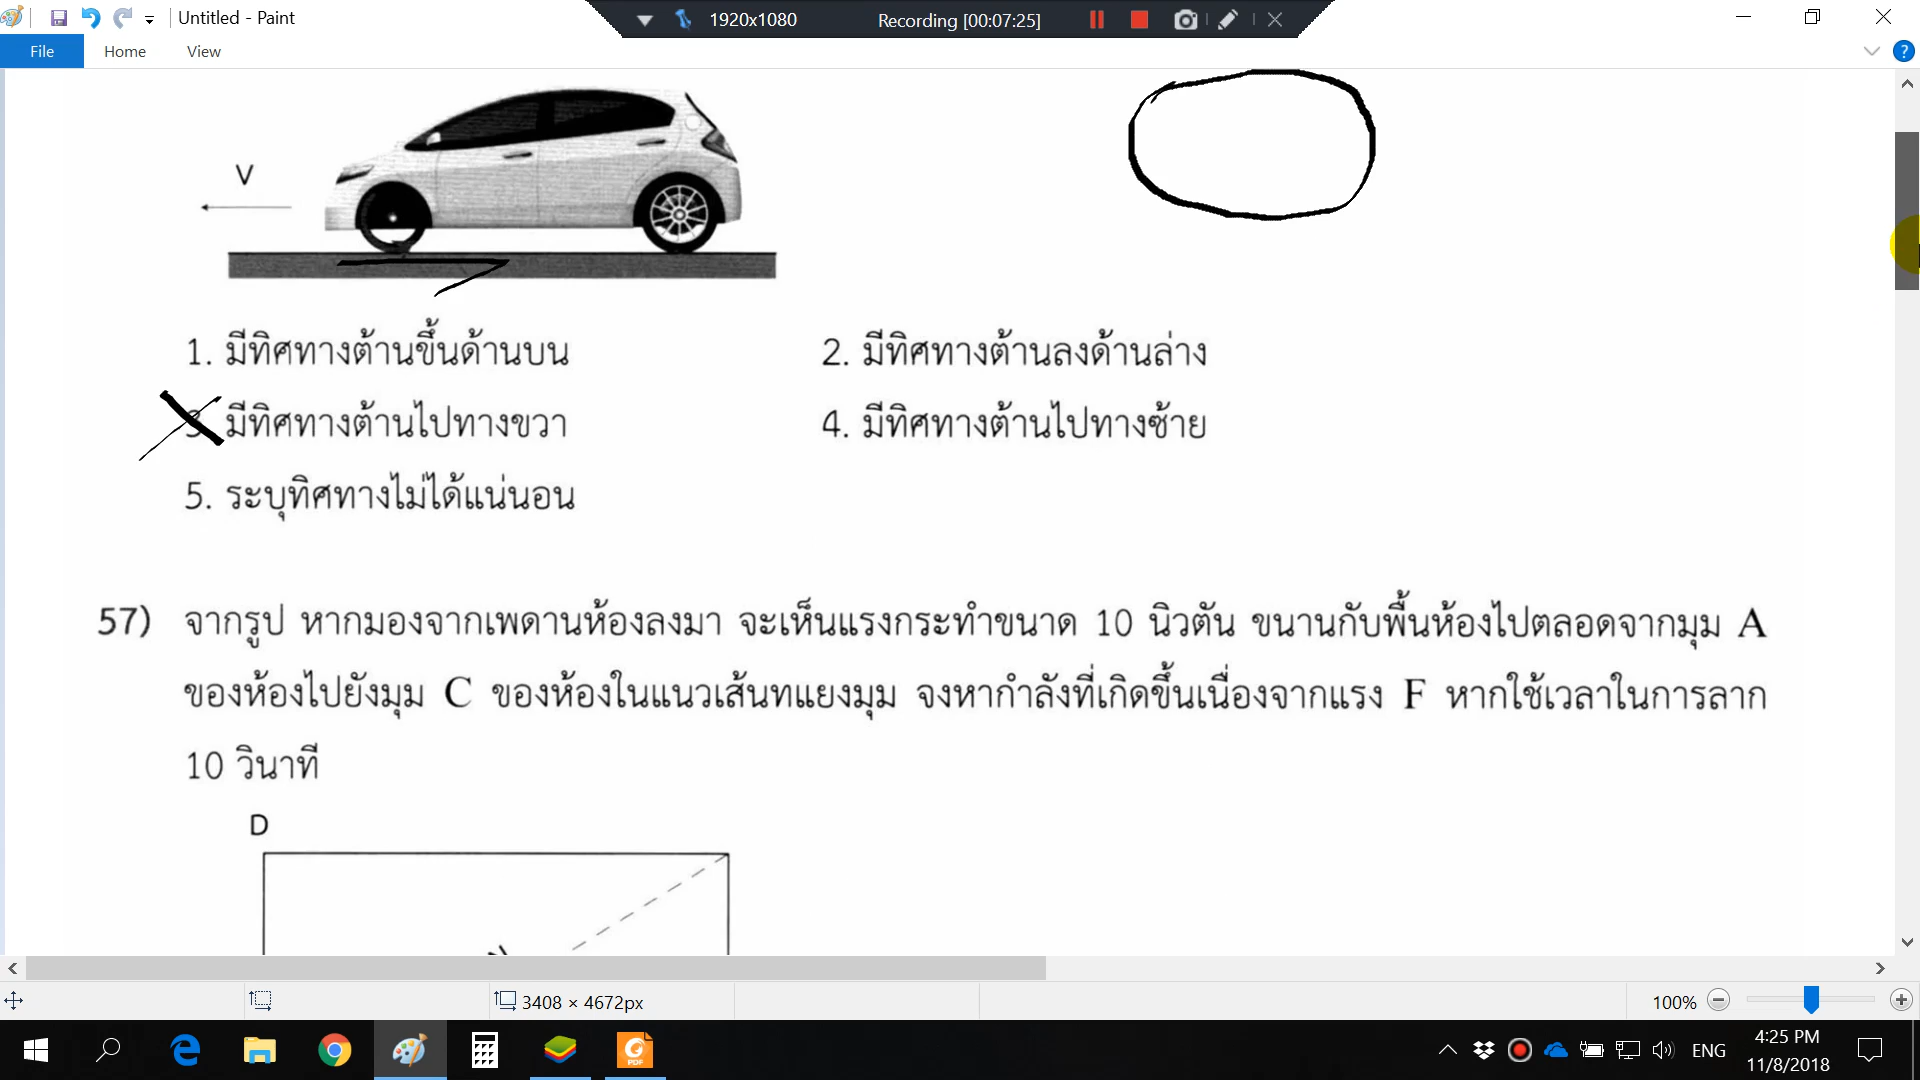 Untitled - Paint
1920x1080
Recording [00:07:25]
File
Home
View
V
1. มีทิศทางต้านขึ้นด้านบน
2. มีทิศทางต้านลงด้านล่าง
3. มีทิศทางต้านไปทางขวา
4. มีทิศทางต้านไปทางซ้าย
5. ระบุทิศทางไม่ได้แน่นอน
57) จากรูป หากมองจากเพดานห้องลงมา จะเห็นแรงกระทำขนาด 10 นิวตัน ขนานกับพื้นห้องไปตลอดจากมุม A
ของห้องไปยังมุม C ของห้องในแนวเส้นทแยงมุม จงหากำลังที่เกิดขึ้นเนื่องจากแรง F หากใช้เวลาในการลาก
10 วินาที
D
3408 × 4672px
100%
PDF
ENG
4:25 PM
11/8/2018